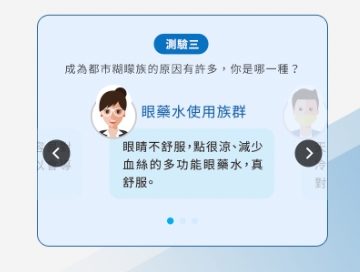 測驗三
成為都市糊矇族的原因有許多，你是哪一種？
眼藥水使用族群
眼睛不舒服，點很涼、減少
血絲的多功能眼藥水，真
舒服。